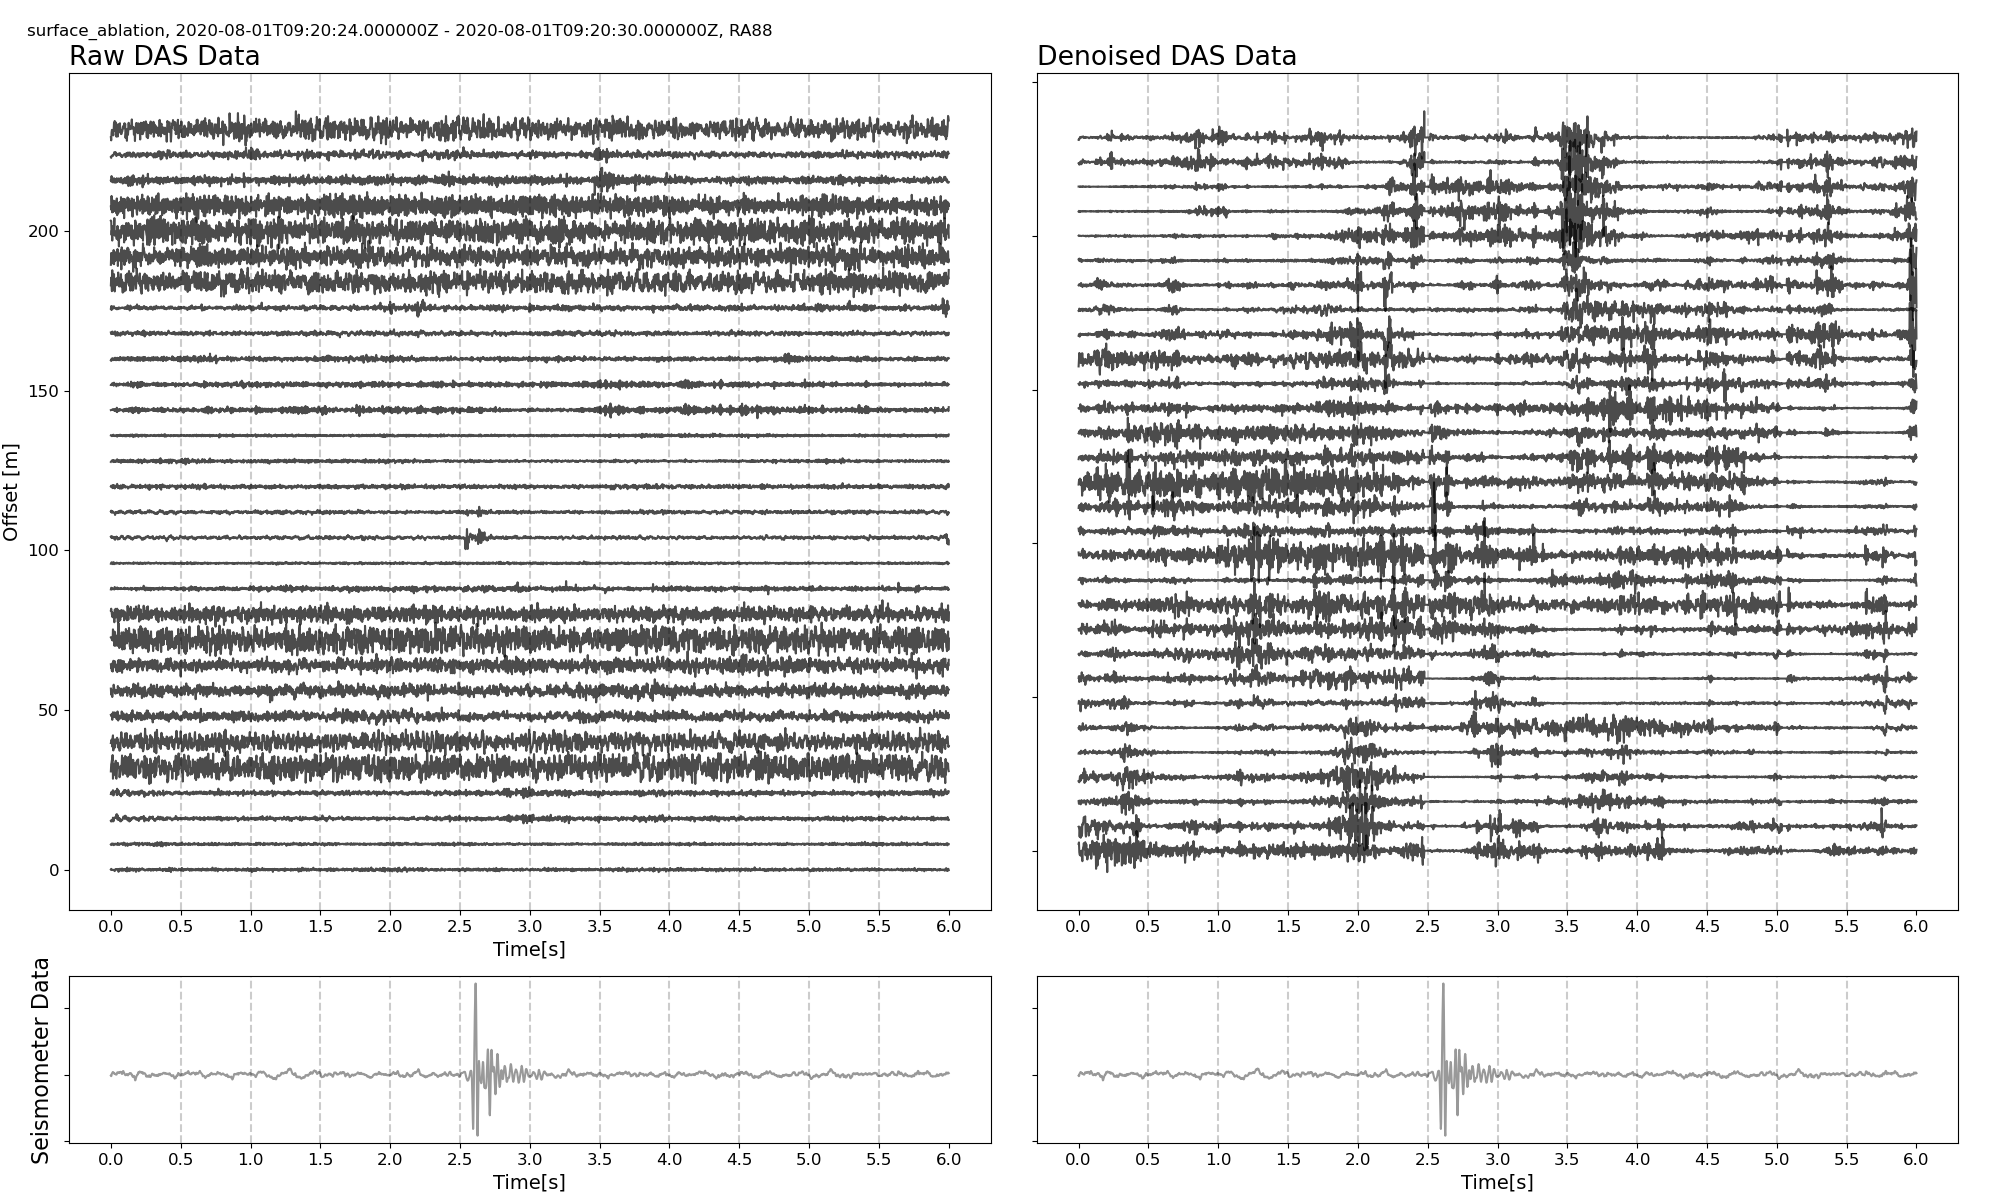 surface_ablation, 2020-08-01T09:20:24.000000Z - 2020-08-01T09:20:30.000000Z, RA88
Raw DAS Data
Denoised DAS Data
Offset [m]
200
150
100
50
0
0.0 0.5 1.0 1.5 2.0 2.5 3.0 3.5 4.0 4.5 5.0 5.5 6.0
Time[s]
0.0 0.5 1.0 1.5 2.0 2.5 3.0 3.5 4.0 4.5 5.0 5.5 6.0
Seismometer Data
0.0 0.5 1.0 1.5 2.0 2.5 3.0 3.5 4.0 4.5 5.0 5.5 6.0
Time[s]
0.0 0.5 1.0 1.5 2.0 2.5 3.0 3.5 4.0 4.5 5.0 5.5 6.0
Time[s]